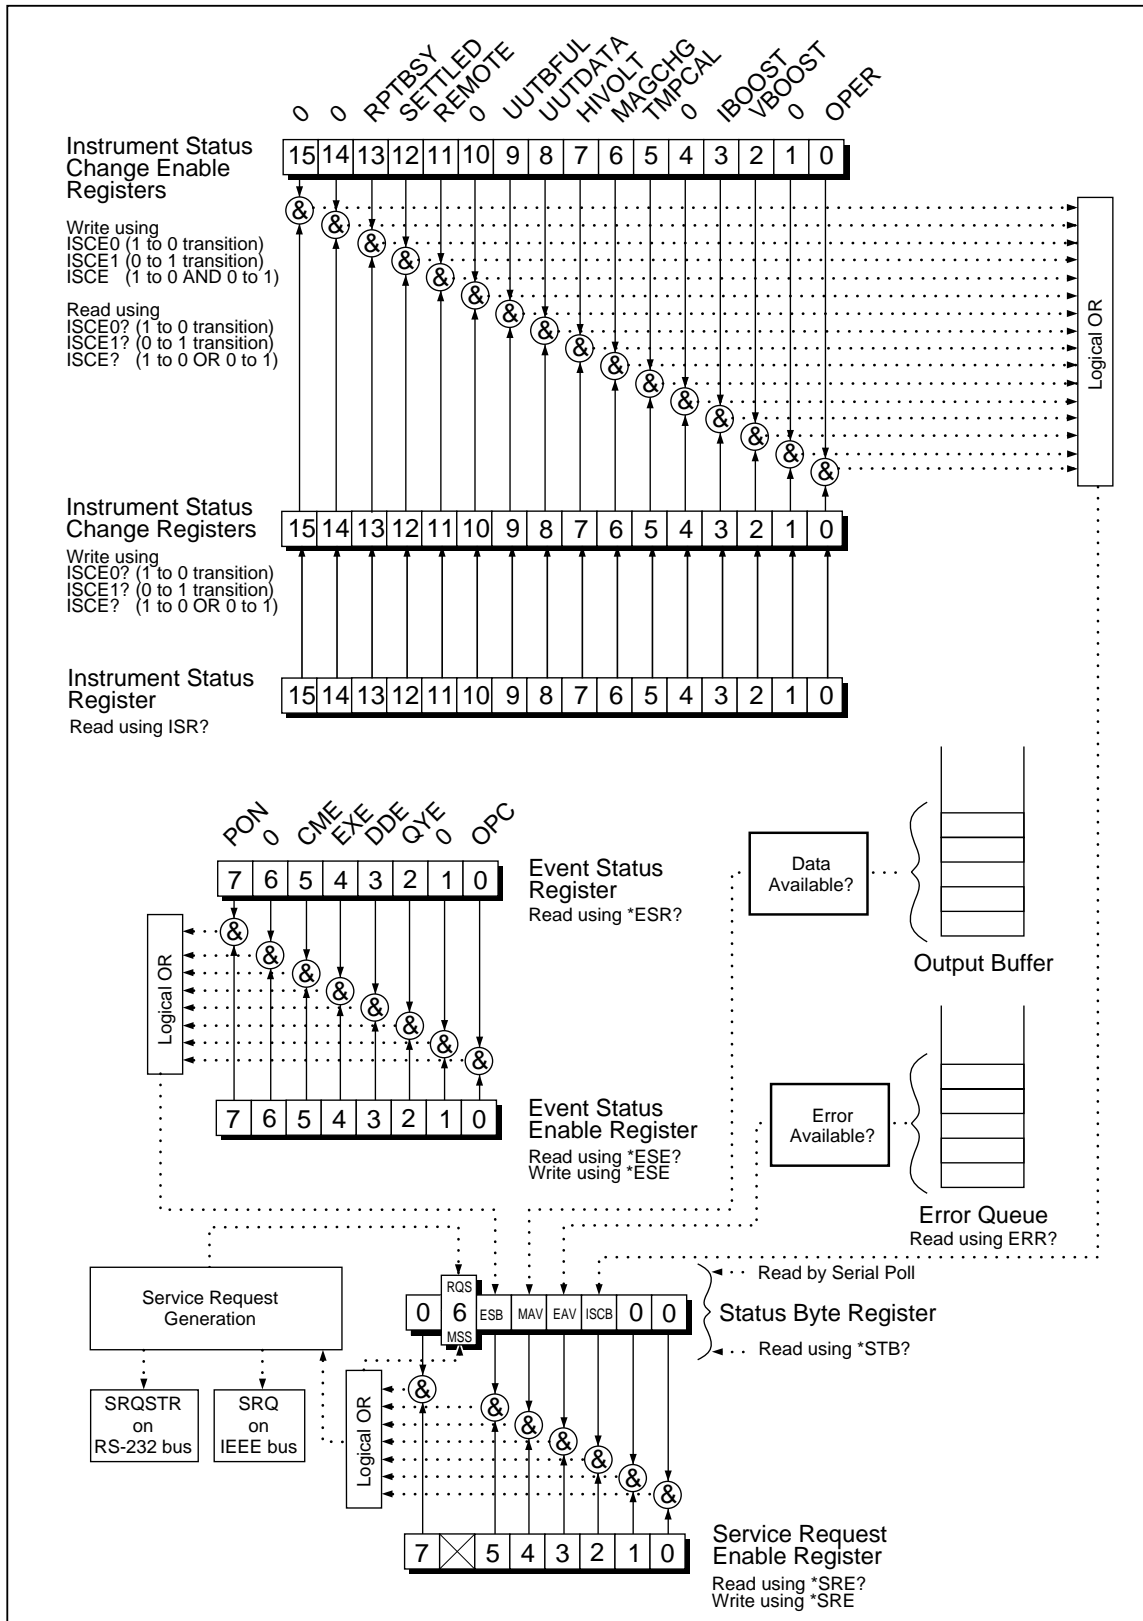 0 0 RPTBSY SETTLED REMOTE 0 UUTBFUL UUTDATA HIVOLT MAGCHG TMPCAL 0 IBOOST VBOOST 0 OPER
Instrument Status
Change Enable
Registers
15 14 13 12 11 10 9 8 7 6 5 4 3 2 1 0
Write using
ISCE0 (1 to 0 transition)
ISCE1 (0 to 1 transition)
ISCE (1 to 0 AND 0 to 1)
Read using
ISCE0? (1 to 0 transition)
ISCE1? (0 to 1 transition)
ISCE? (1 to 0 OR 0 to 1)
& & & & & & & & & & & & & & & &
Logical OR
Instrument Status
Change Registers
15 14 13 12 11 10 9 8 7 6 5 4 3 2 1 0
Write using
ISCE0? (1 to 0 transition)
ISCE1? (0 to 1 transition)
ISCE? (1 to 0 OR 0 to 1)
Instrument Status
Register
15 14 13 12 11 10 9 8 7 6 5 4 3 2 1 0
Read using ISR?
PON 0 CME EXE DDE QYE 0 OPC
7 6 5 4 3 2 1 0
Event Status
Register
Read using *ESR?
& & & & & & & &
Logical OR
Data
Available?
Output Buffer
7 6 5 4 3 2 1 0
Event Status
Enable Register
Read using *ESE?
Write using *ESE
Error
Available?
Error Queue
Read using ERR?
Service Request
Generation
RQS
0 6 ESB MAV EAV ISCB 0 0
MSS
Read by Serial Poll
Status Byte Register
Read using *STB?
SRQSTR
on
RS-232 bus
SRQ
on
IEEE bus
Logical OR
& & & & & & &
7 5 4 3 2 1 0
Service Request
Enable Register
Read using *SRE?
Write using *SRE